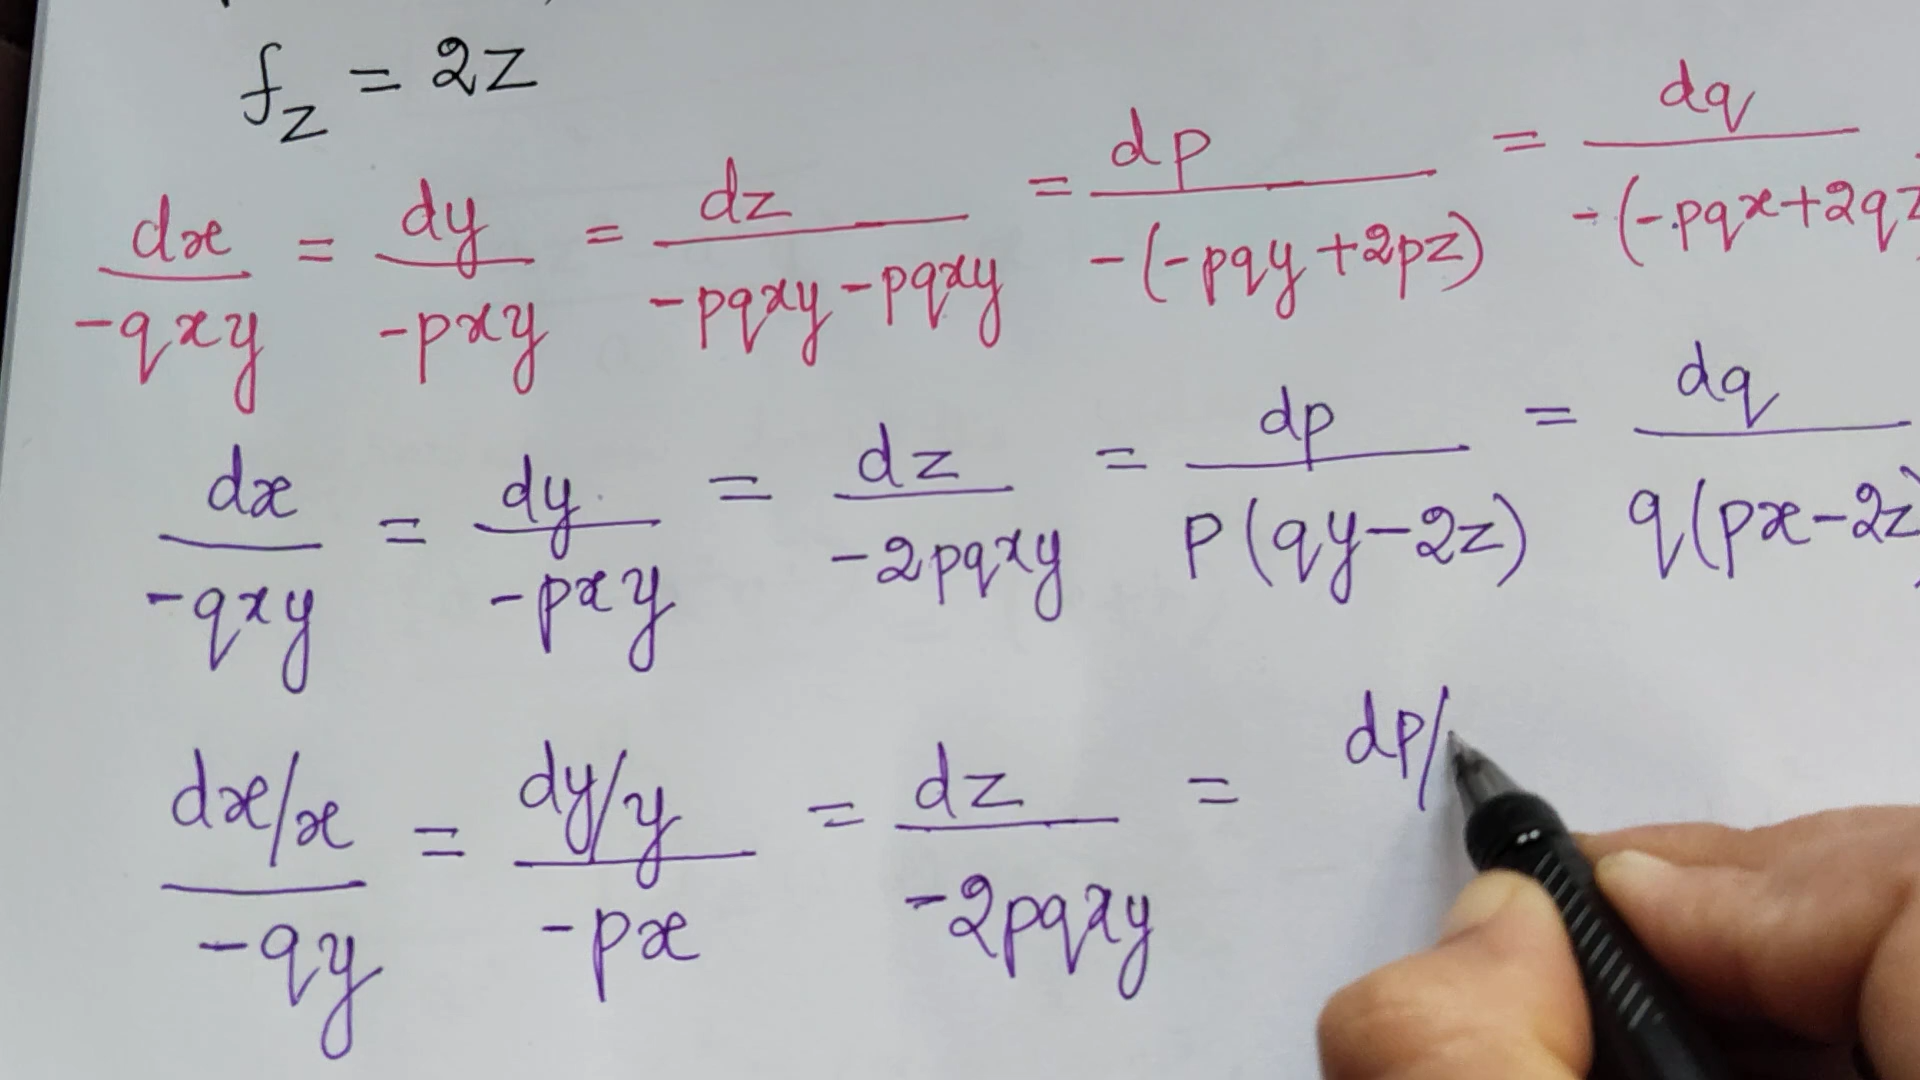 f_z = 2z
dx/-qxy = dy/-pxy = dz/-pqxy-pqxy = dp/-(-pqy+2pz) = dq/-(-pqx+2qz
dx/-qxy = dy/-pxy = dz/-2pqxy = dp/p(qy-2z) = dq/q(px-2z)
dx/x/-qy = dy/y/-px = dz/-2pqxy = dp/